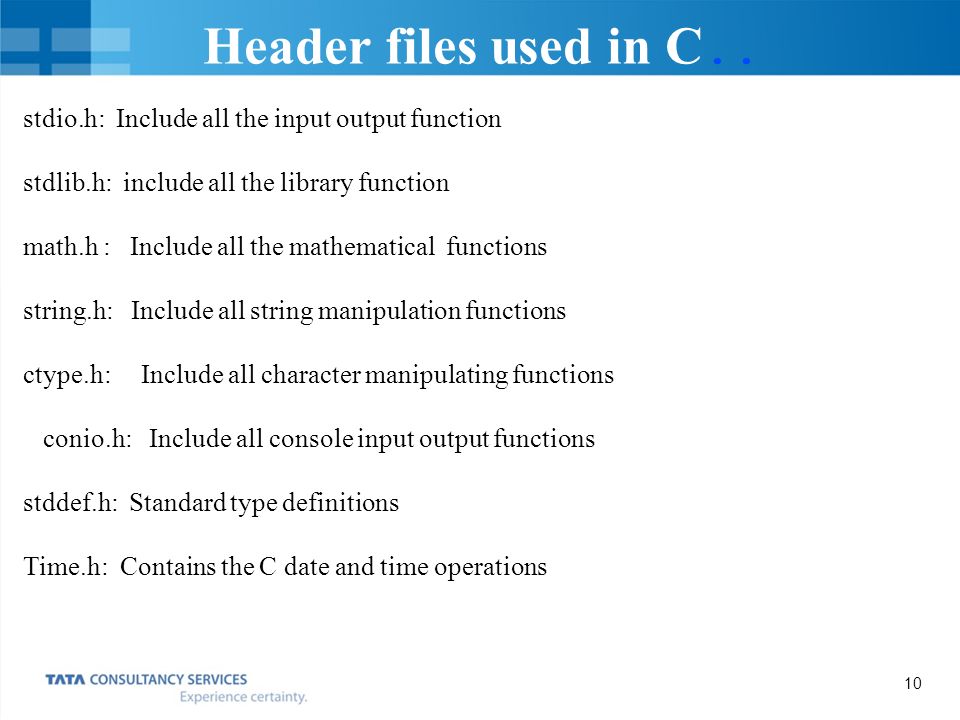 Header files used in C . .
stdio.h: Include all the input output function
stdlib.h: include all the library function
math.h : Include all the mathematical functions
string.h: Include all string manipulation functions
ctype.h: Include all character manipulating functions
conio.h: Include all console input output functions
stddef.h: Standard type definitions
Time.h: Contains the C date and time operations
TATA CONSULTANCY SERVICES
Experience certainty.
10